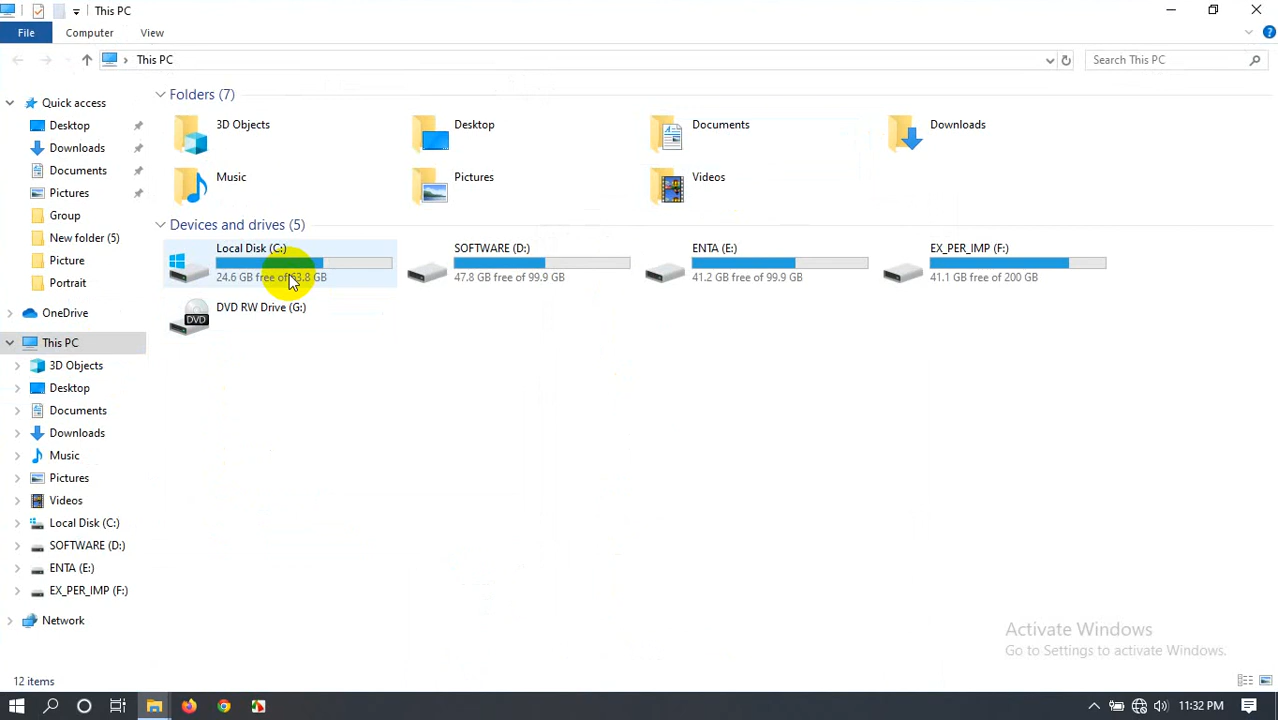 This PC
File
Computer
View
This PC
Search This PC
Quick access
Desktop
Downloads
Documents
Pictures
Group
New folder (5)
Picture
Portrait
OneDrive
This PC
3D Objects
Desktop
Documents
Downloads
Music
Pictures
Videos
Local Disk (C:)
SOFTWARE (D:)
ENTA (E:)
EX_PER_IMP (F:)
Network
Folders (7)
3D Objects
Desktop
Documents
Downloads
Music
Pictures
Videos
Devices and drives (5)
Local Disk (C:)
24.6 GB free of 63.8 GB
SOFTWARE (D:)
47.8 GB free of 99.9 GB
ENTA (E:)
41.2 GB free of 99.9 GB
EX_PER_IMP (F:)
41.1 GB free of 200 GB
DVD
DVD RW Drive (G:)
Activate Windows
Go to Settings to activate Windows.
12 items
11:32 PM